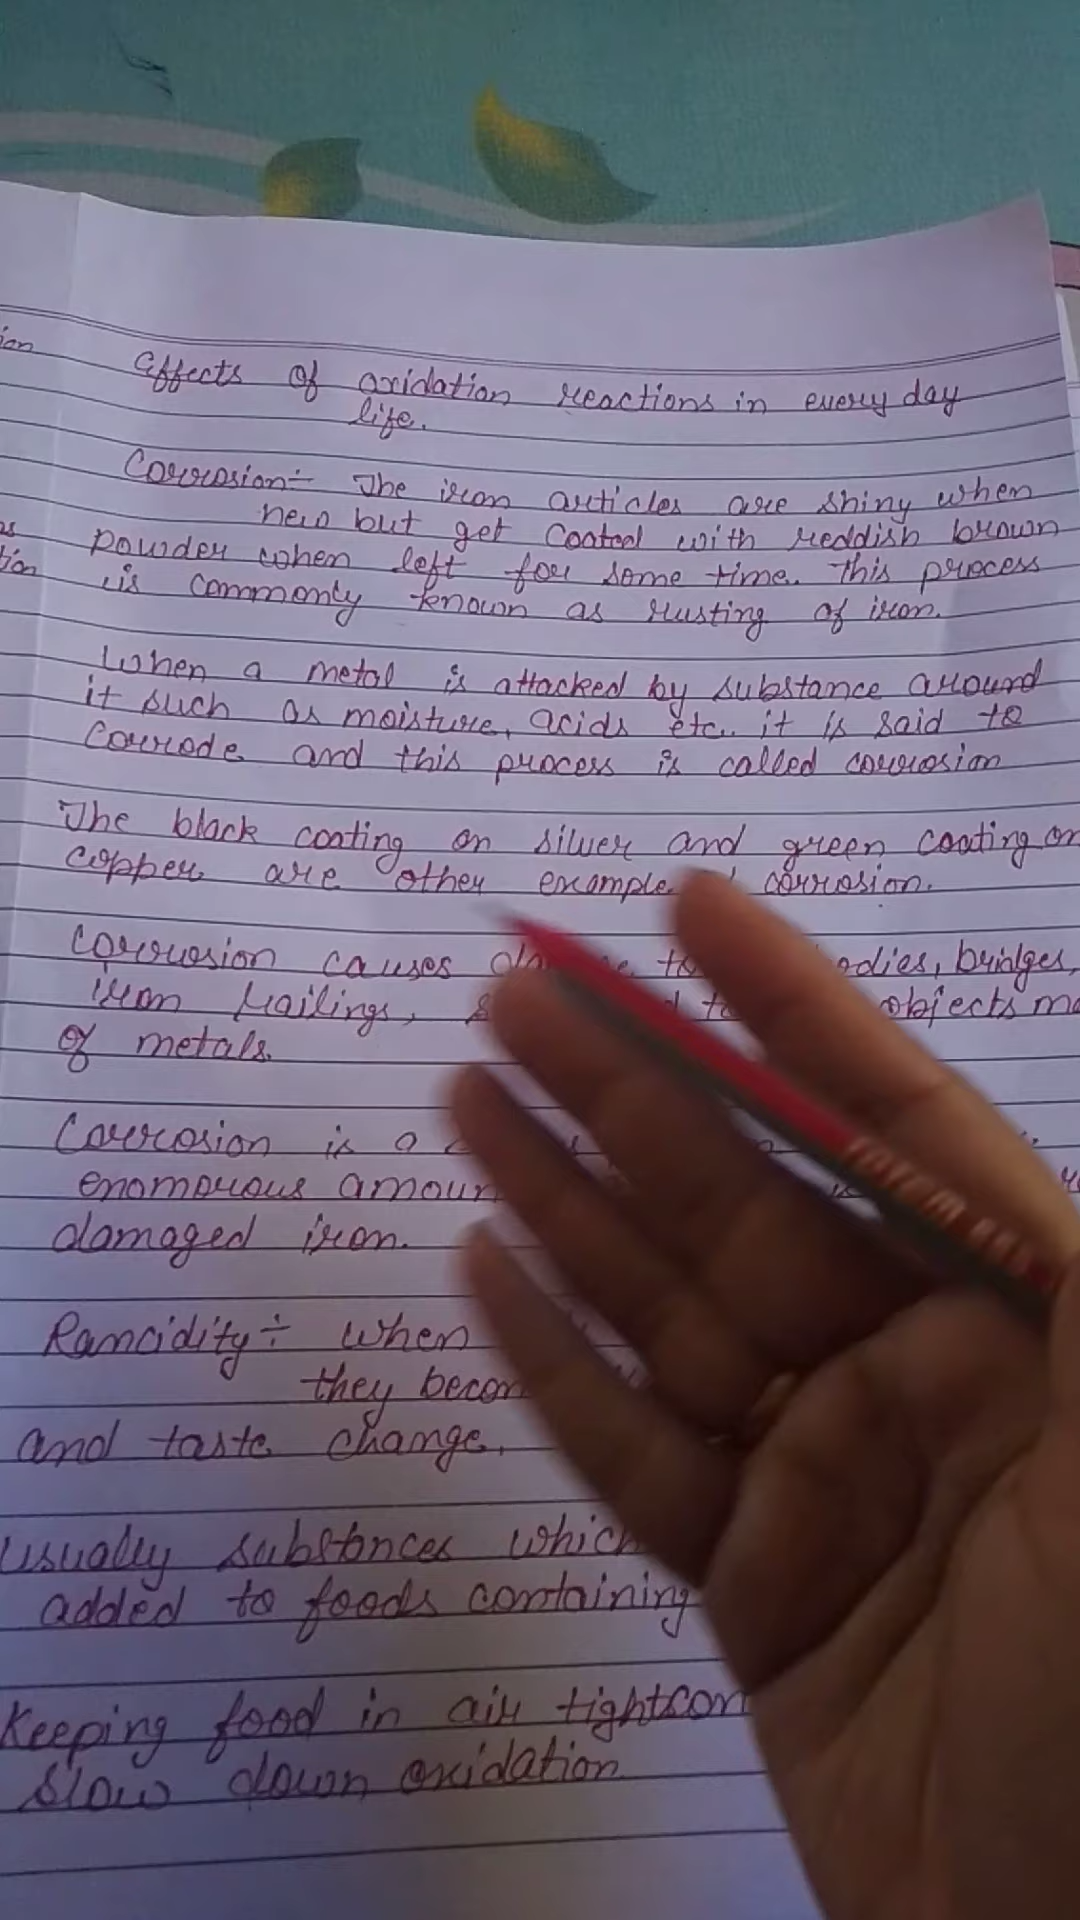 ion
Effects of oxidation reactions in every day
life.
Corrosion÷ The iron articles are shiny when
new but get coated with reddish brown
as
powder when left for some time. This process
tion
is commonly known as rusting of iron.
When a metal is attacked by substance around
it such as moisture, acids etc. it is said to
corrode and this process is called corrosion
The black coating on silver and green coating on
copper are other example corrosion.
Corrosion causes bridges,
iron railings, objects
of metals.
Corrosion is a
enomorous
damaged iron.
Rancidity÷ when
they
and taste change.
Usually substances which
added to foods containing
Keeping food in air
slow down oxidation